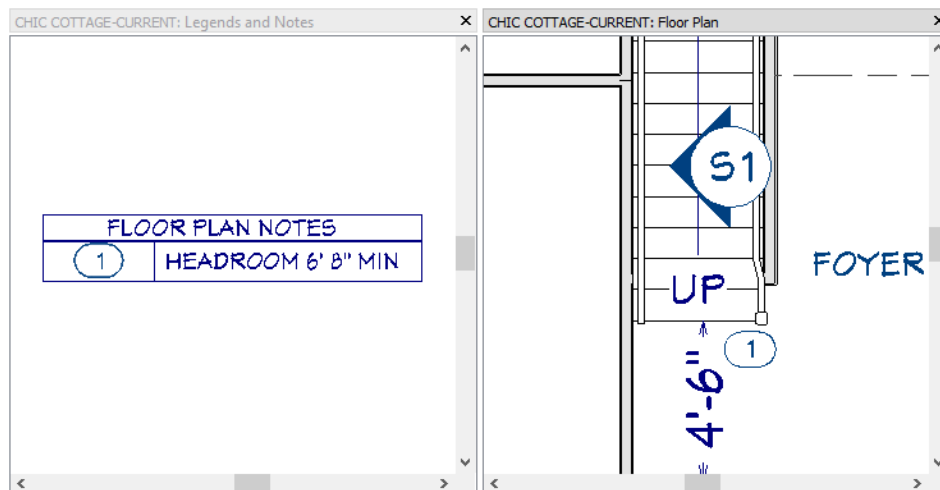 CHIC COTTAGE-CURRENT: Legends and Notes
FLOOR PLAN NOTES
1 HEADROOM 6' 8" MIN
CHIC COTTAGE-CURRENT: Floor Plan
S1
FOYER
UP
1
4'-6"